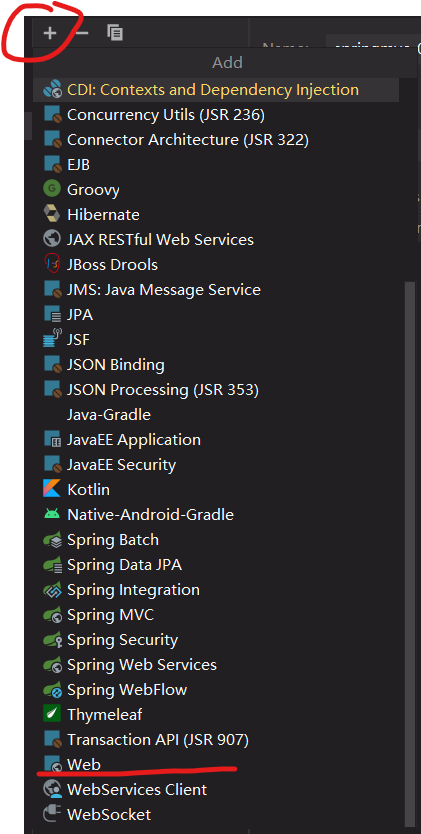 Add
CDI: Contexts and Dependency Injection
Concurrency Utils (JSR 236)
Connector Architecture (JSR 322)
EJB
Groovy
Hibernate
JAX RESTful Web Services
JBoss Drools
JMS: Java Message Service
JPA
JSF
JSON Binding
JSON Processing (JSR 353)
Java-Gradle
JavaEE Application
JavaEE Security
Kotlin
Native-Android-Gradle
Spring Batch
Spring Data JPA
Spring Integration
Spring MVC
Spring Security
Spring Web Services
Spring WebFlow
Thymeleaf
Transaction API (JSR 907)
Web
WebServices Client
WebSocket